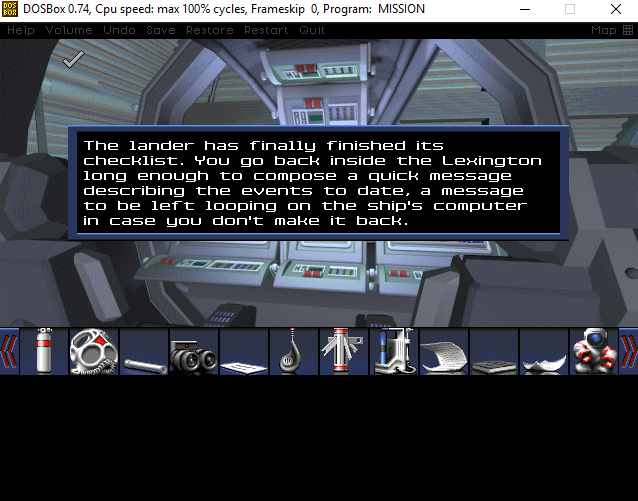 DOS
BOX
DOSBox 0.74, Cpu speed: max 100% cycles, Frameskip 0, Program: MISSION
Help Volume Undo Save Restore Restart Quit Map
The lander has finally finished its
checklist. You go back inside the Lexington
long enough to compose a quick message
describing the events to date, a message
to be left looping on the ship's computer
in case you don't make it back.